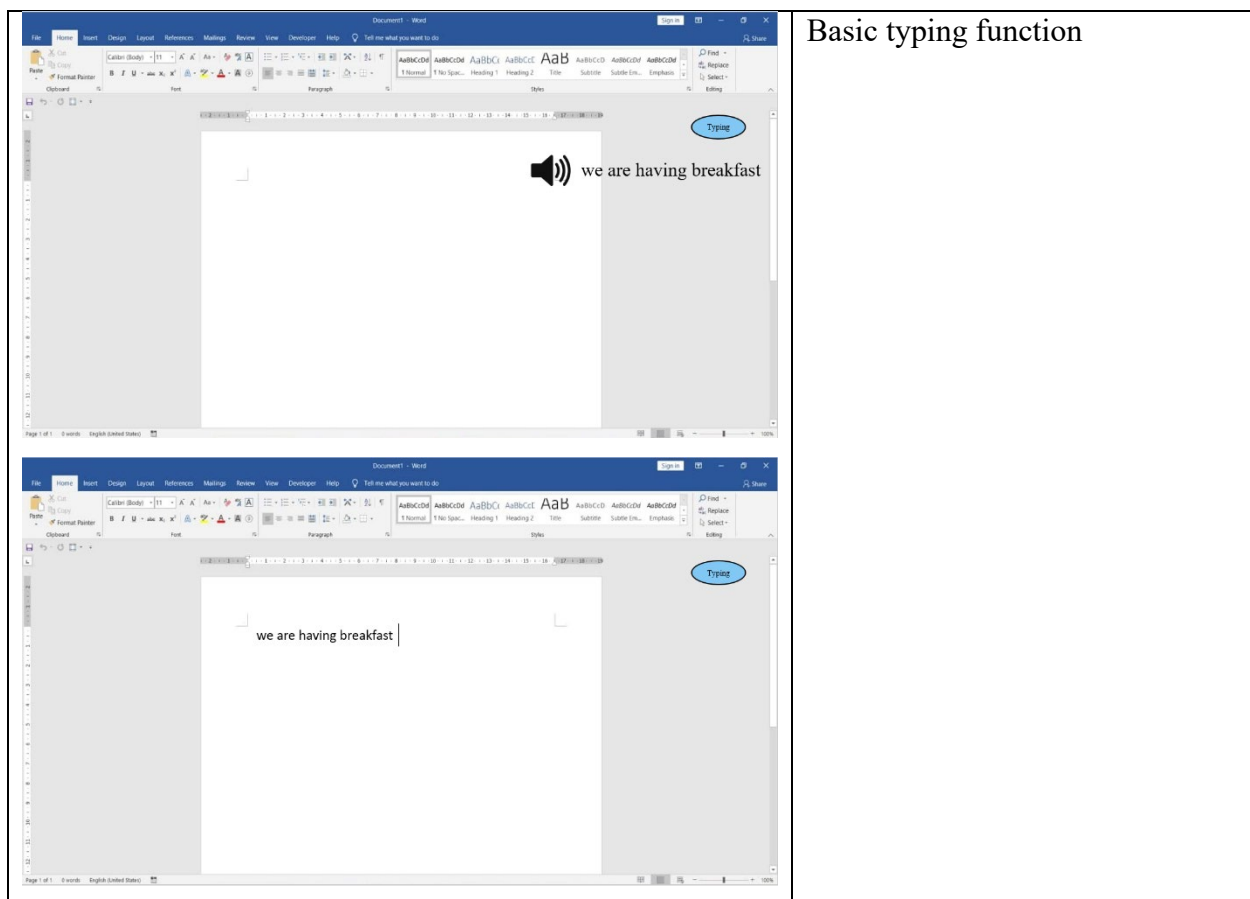 Document1 - Word
Sign in
File Home Insert Design Layout References Mailings Review View Developer Help Tell me what you want to do
Share
Paste
Cut
Copy
Format Painter
Calibri (Body) 11
AaBbCcDd AaBbCcDd AaBbCc AaBbCcC AaB AaBbCcD AaBbCcDd AaBbCcDd
1 Normal 1 No Spac... Heading 1 Heading 2 Title Subtitle Subtle Em... Emphasis
Find
Replace
Select
Clipboard Font Paragraph Styles Editing
Typing
we are having breakfast
Page 1 of 1 0 words English (United States)
100%
Document1 - Word
Sign in
File Home Insert Design Layout References Mailings Review View Developer Help Tell me what you want to do
Share
Paste
Cut
Copy
Format Painter
Calibri (Body) 11
AaBbCcDd AaBbCcDd AaBbCc AaBbCcC AaB AaBbCcD AaBbCcDd AaBbCcDd
1 Normal 1 No Spac... Heading 1 Heading 2 Title Subtitle Subtle Em... Emphasis
Find
Replace
Select
Clipboard Font Paragraph Styles Editing
Typing
we are having breakfast
Page 1 of 1 0 words English (United States)
100%
Basic typing function